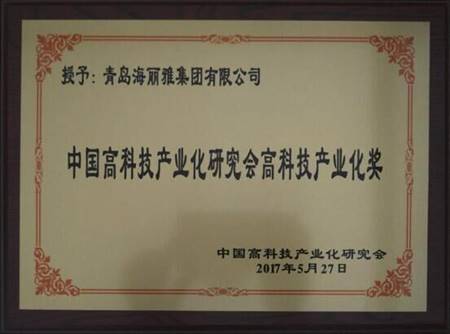 授予：青岛海丽雅集团有限公司
中国高科技产业化研究会高科技产业化奖
中国高科技产业化研究会
2017年5月27日